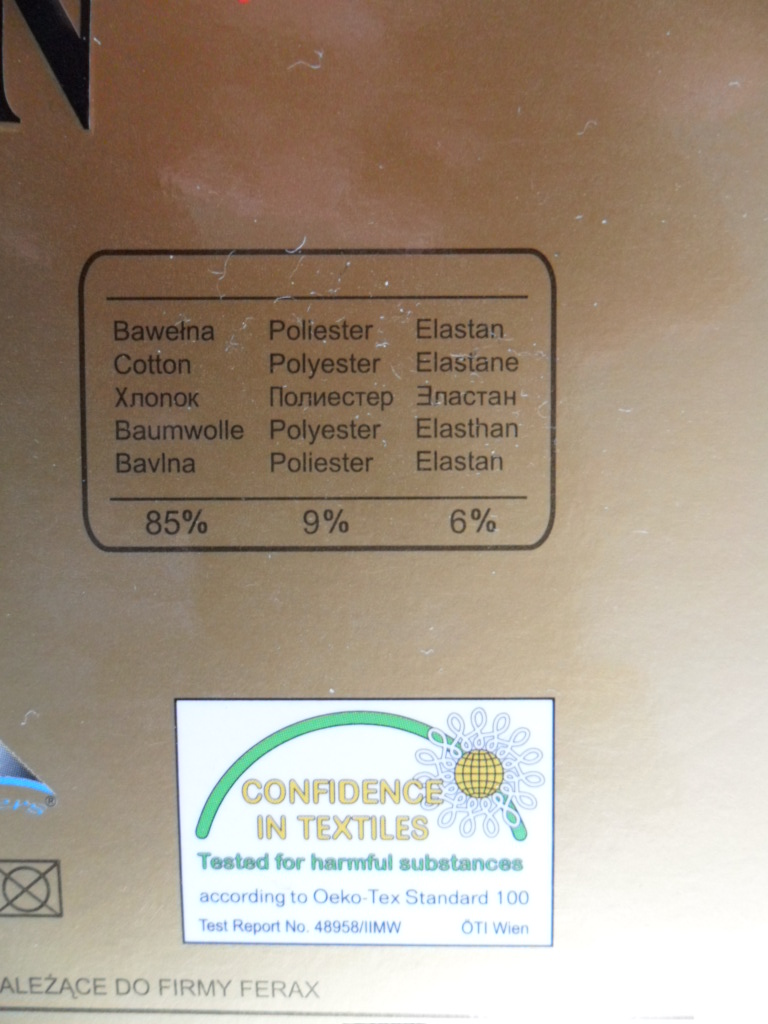 N
Bawełna Poliester Elastan
Cotton Polyester Elastane
Хлопок Полиестер Эластан
Baumwolle Polyester Elasthan
Bavlna Poliester Elastan
85% 9% 6%
CONFIDENCE
IN TEXTILES
Tested for harmful substances
according to Oeko-Tex Standard 100
Test Report No. 48958/IIMW ÖTI Wien
ers®
ALEŻĄCE DO FIRMY FERAX